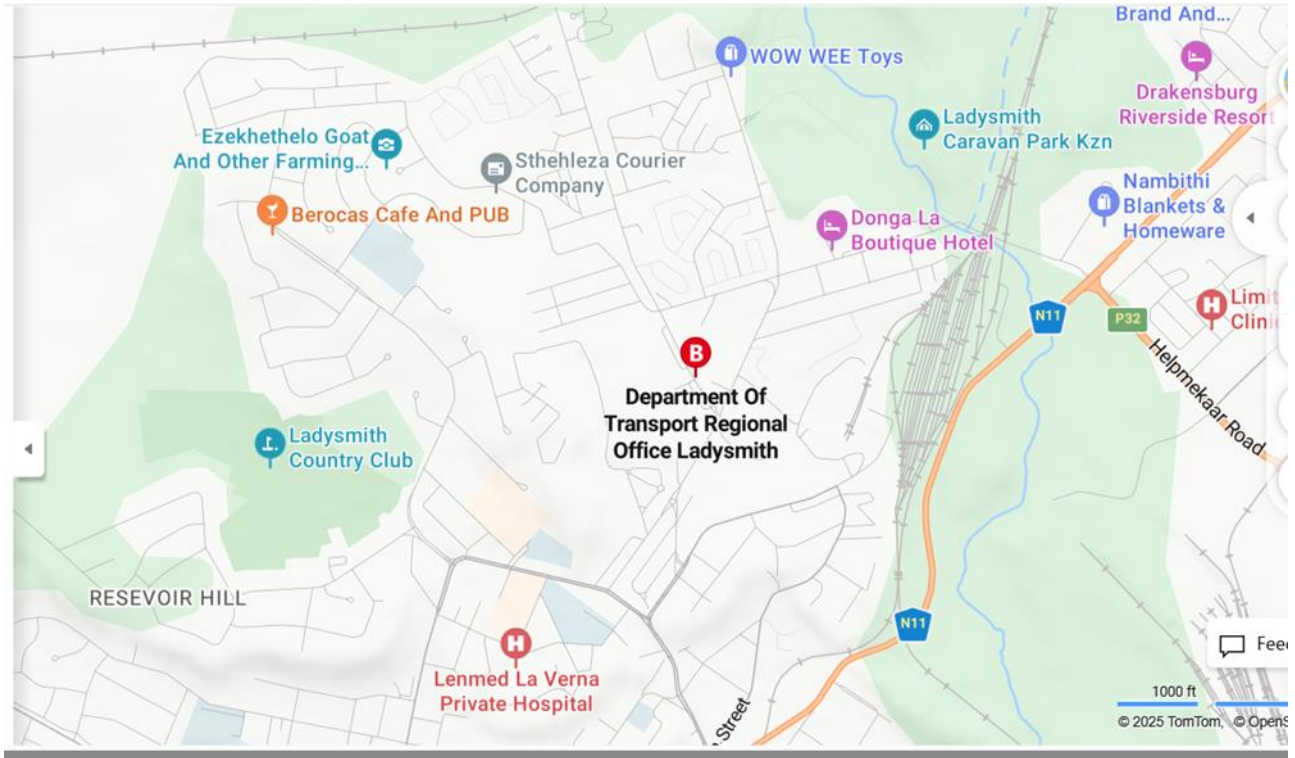 Brand And...
WOW WEE Toys
Drakensburg
Riverside Resort
Ladysmith
Caravan Park Kzn
Ezekhethelo Goat
And Other Farming...
Sthehleza Courier
Company
Nambithi
Blankets &
Homeware
Berocas Cafe And PUB
Donga La
Boutique Hotel
H
N11
P32
B
Helpmekaar Road
Department Of
Transport Regional
Office Ladysmith
Ladysmith
Country Club
RESEVOIR HILL
N11
H
Lenmed La Verna
Private Hospital
Street
1000 ft
© 2025 TomTom, ©